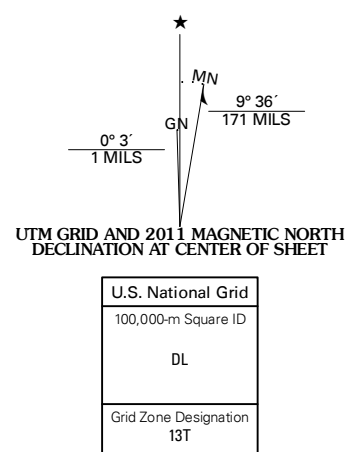 ★
MN
GN
9° 36´
171 MILS
0° 3´
1 MILS
UTM GRID AND 2011 MAGNETIC NORTH
DECLINATION AT CENTER OF SHEET
U.S. National Grid
100,000-m Square ID
DL
Grid Zone Designation
13T